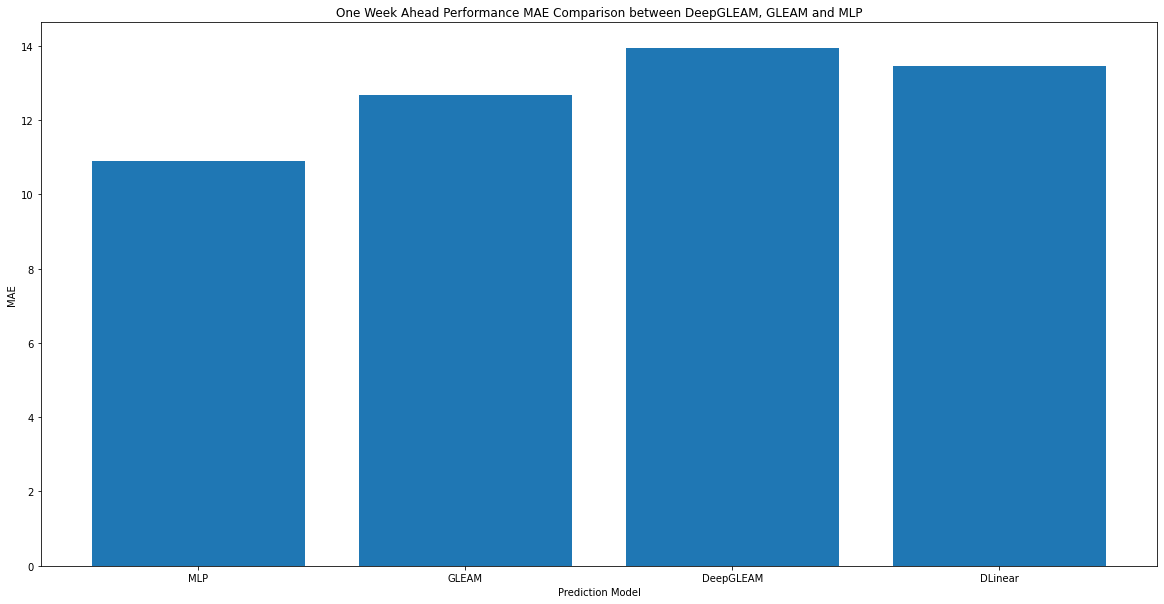 One Week Ahead Performance MAE Comparison between DeepGLEAM, GLEAM and MLP
14
12
10
8
6
4
2
0
MAE
MLP GLEAM DeepGLEAM DLinear
Prediction Model